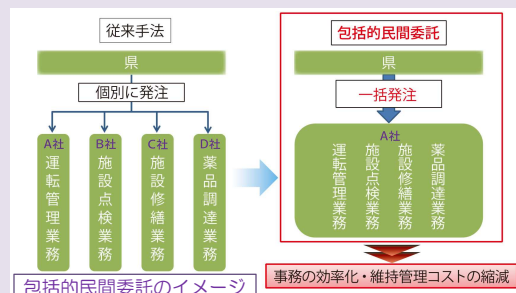 従来手法
県
個別に発注
A社
運転管理業務
B社
施設点検業務
C社
施設修繕業務
D社
薬品調達業務
包括的民間委託のイメージ
包括的民間委託
県
一括発注
A社
運転管理業務
施設点検業務
施設修繕業務
薬品調達業務
事務の効率化・維持管理コストの縮減